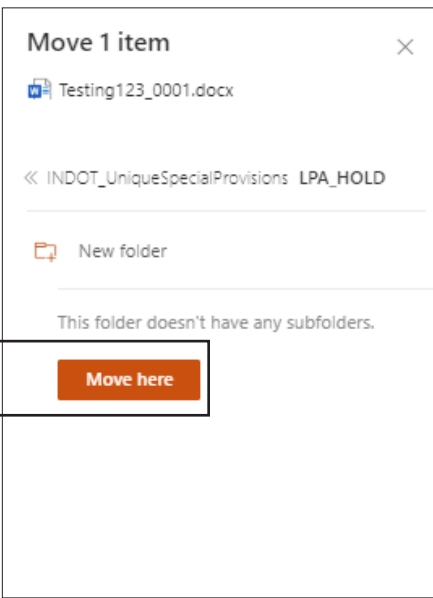 Move 1 item
Testing123_0001.docx
« INDOT_UniqueSpecialProvisions LPA_HOLD
New folder
This folder doesn't have any subfolders.
Move here